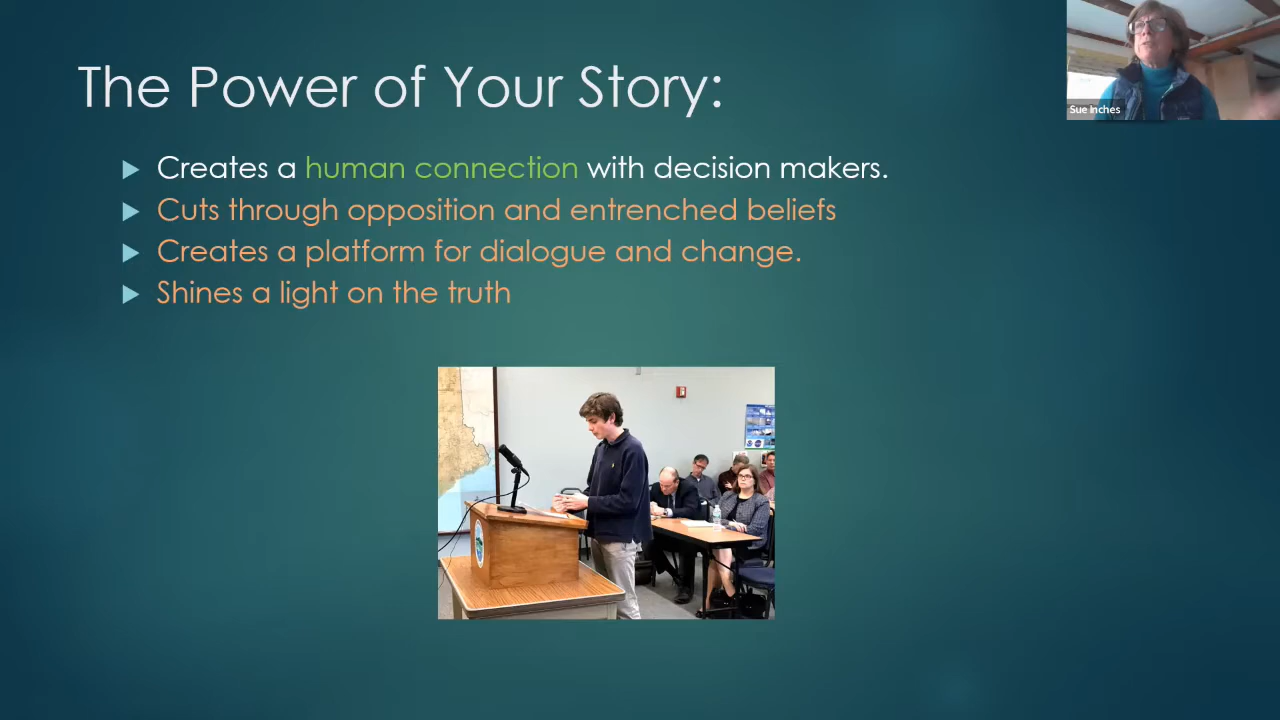 The Power of Your Story:
Creates a human connection with decision makers.
Cuts through opposition and entrenched beliefs
Creates a platform for dialogue and change.
Shines a light on the truth
Sue Inches